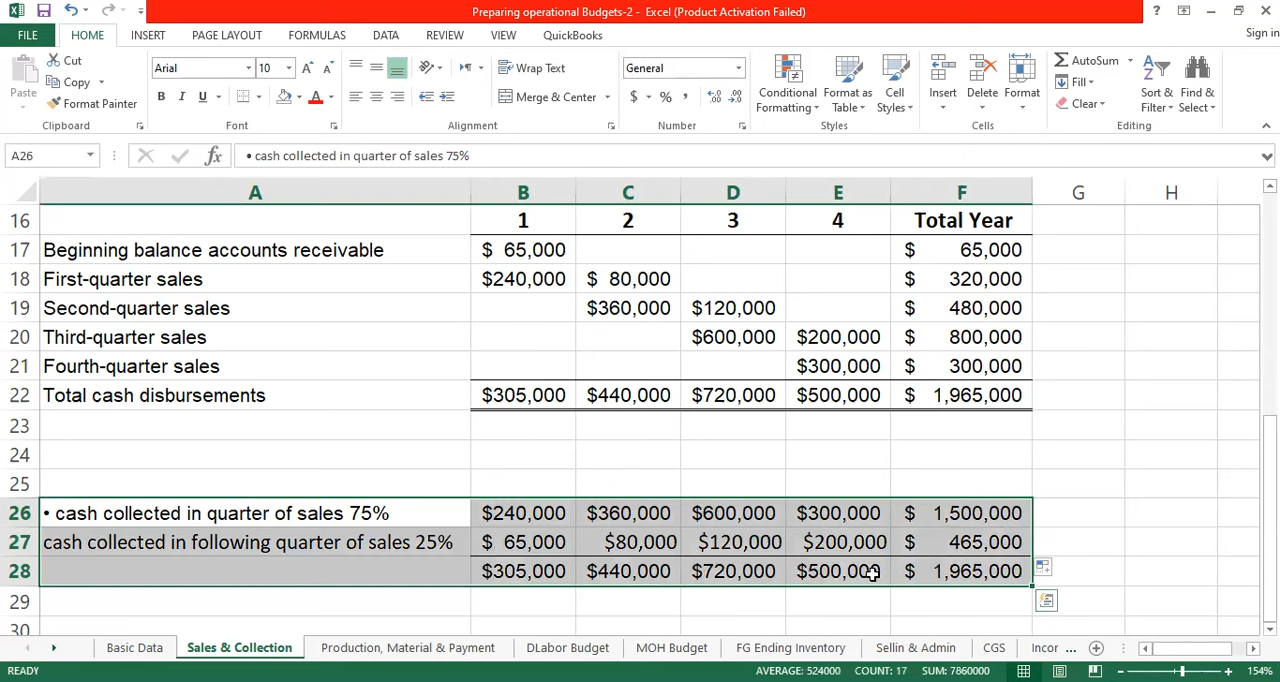 Preparing operational Budgets-2 - Excel (Product Activation Failed)
?
FILE HOME INSERT PAGE LAYOUT FORMULAS DATA REVIEW VIEW QuickBooks Sign in
Paste Cut Copy Format Painter Clipboard
Arial 10 B I U A Font
Wrap Text Merge & Center Alignment
General $ % , Number
Conditional Formatting Format as Table Cell Styles Styles
Insert Delete Format Cells
AutoSum Fill Clear Sort & Filter Find & Select Editing
A26 fx • cash collected in quarter of sales 75%
A B C D E F G H
16 1 2 3 4 Total Year
17 Beginning balance accounts receivable $ 65,000 $ 65,000
18 First-quarter sales $240,000 $ 80,000 $ 320,000
19 Second-quarter sales $360,000 $120,000 $ 480,000
20 Third-quarter sales $600,000 $200,000 $ 800,000
21 Fourth-quarter sales $300,000 $ 300,000
22 Total cash disbursements $305,000 $440,000 $720,000 $500,000 $ 1,965,000
23
24
25
26 • cash collected in quarter of sales 75% $240,000 $360,000 $600,000 $300,000 $ 1,500,000
27 cash collected in following quarter of sales 25% $ 65,000 $80,000 $120,000 $200,000 $ 465,000
28 $305,000 $440,000 $720,000 $500,000 $ 1,965,000
29
30
Basic Data Sales & Collection Production, Material & Payment DLabor Budget MOH Budget FG Ending Inventory Sellin & Admin CGS Incor ...
READY AVERAGE: 524000 COUNT: 17 SUM: 7860000 154%